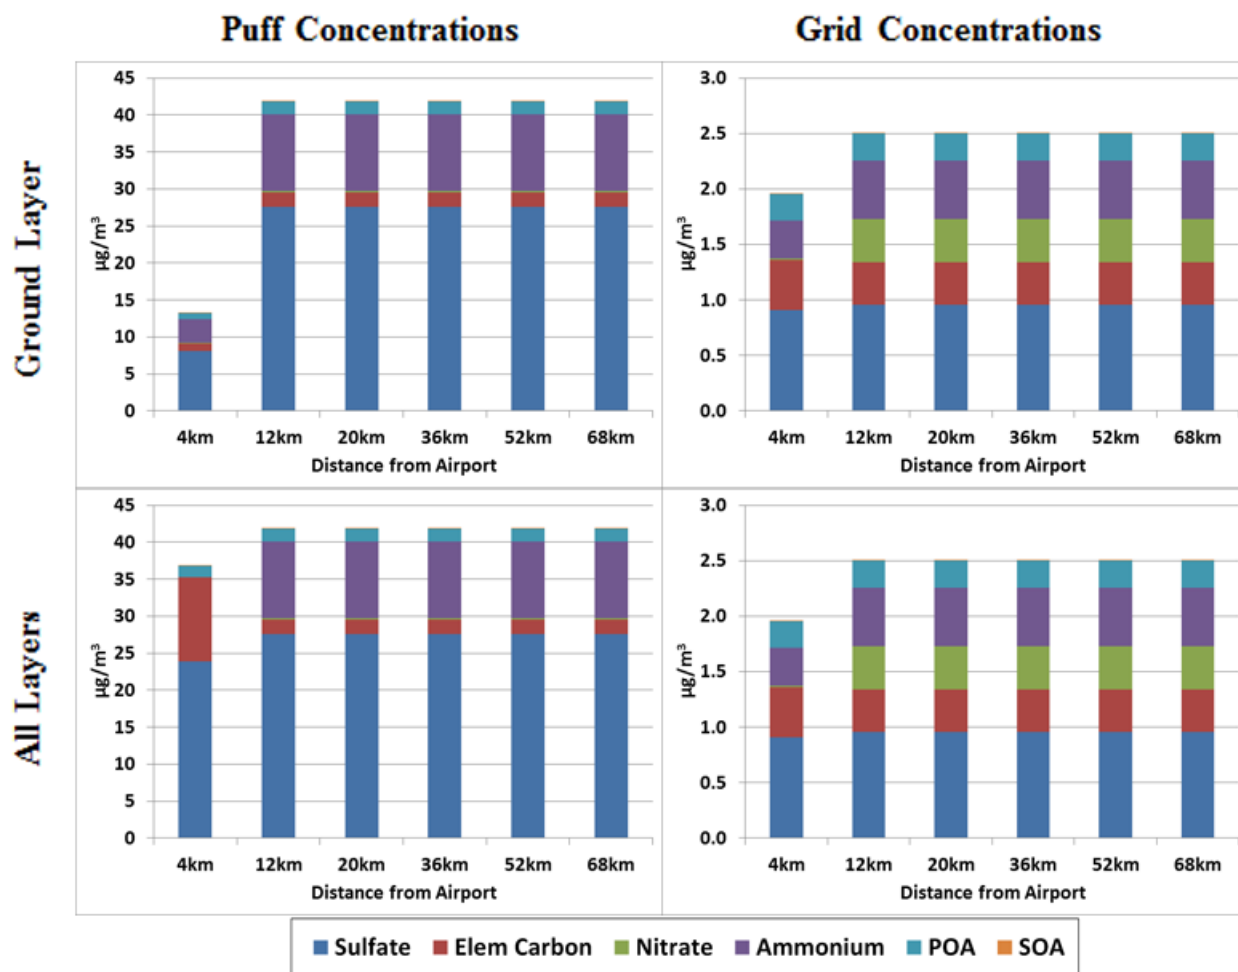 Puff Concentrations
Grid Concentrations
Ground Layer
45
40
35
30
25
20
15
10
5
0
µg/m³
4km 12km 20km 36km 52km 68km
Distance from Airport
3.0
2.5
2.0
1.5
1.0
0.5
0.0
µg/m³
4km 12km 20km 36km 52km 68km
Distance from Airport
All Layers
45
40
35
30
25
20
15
10
5
0
µg/m³
4km 12km 20km 36km 52km 68km
Distance from Airport
3.0
2.5
2.0
1.5
1.0
0.5
0.0
µg/m³
4km 12km 20km 36km 52km 68km
Distance from Airport
Sulfate Elem Carbon Nitrate Ammonium POA SOA